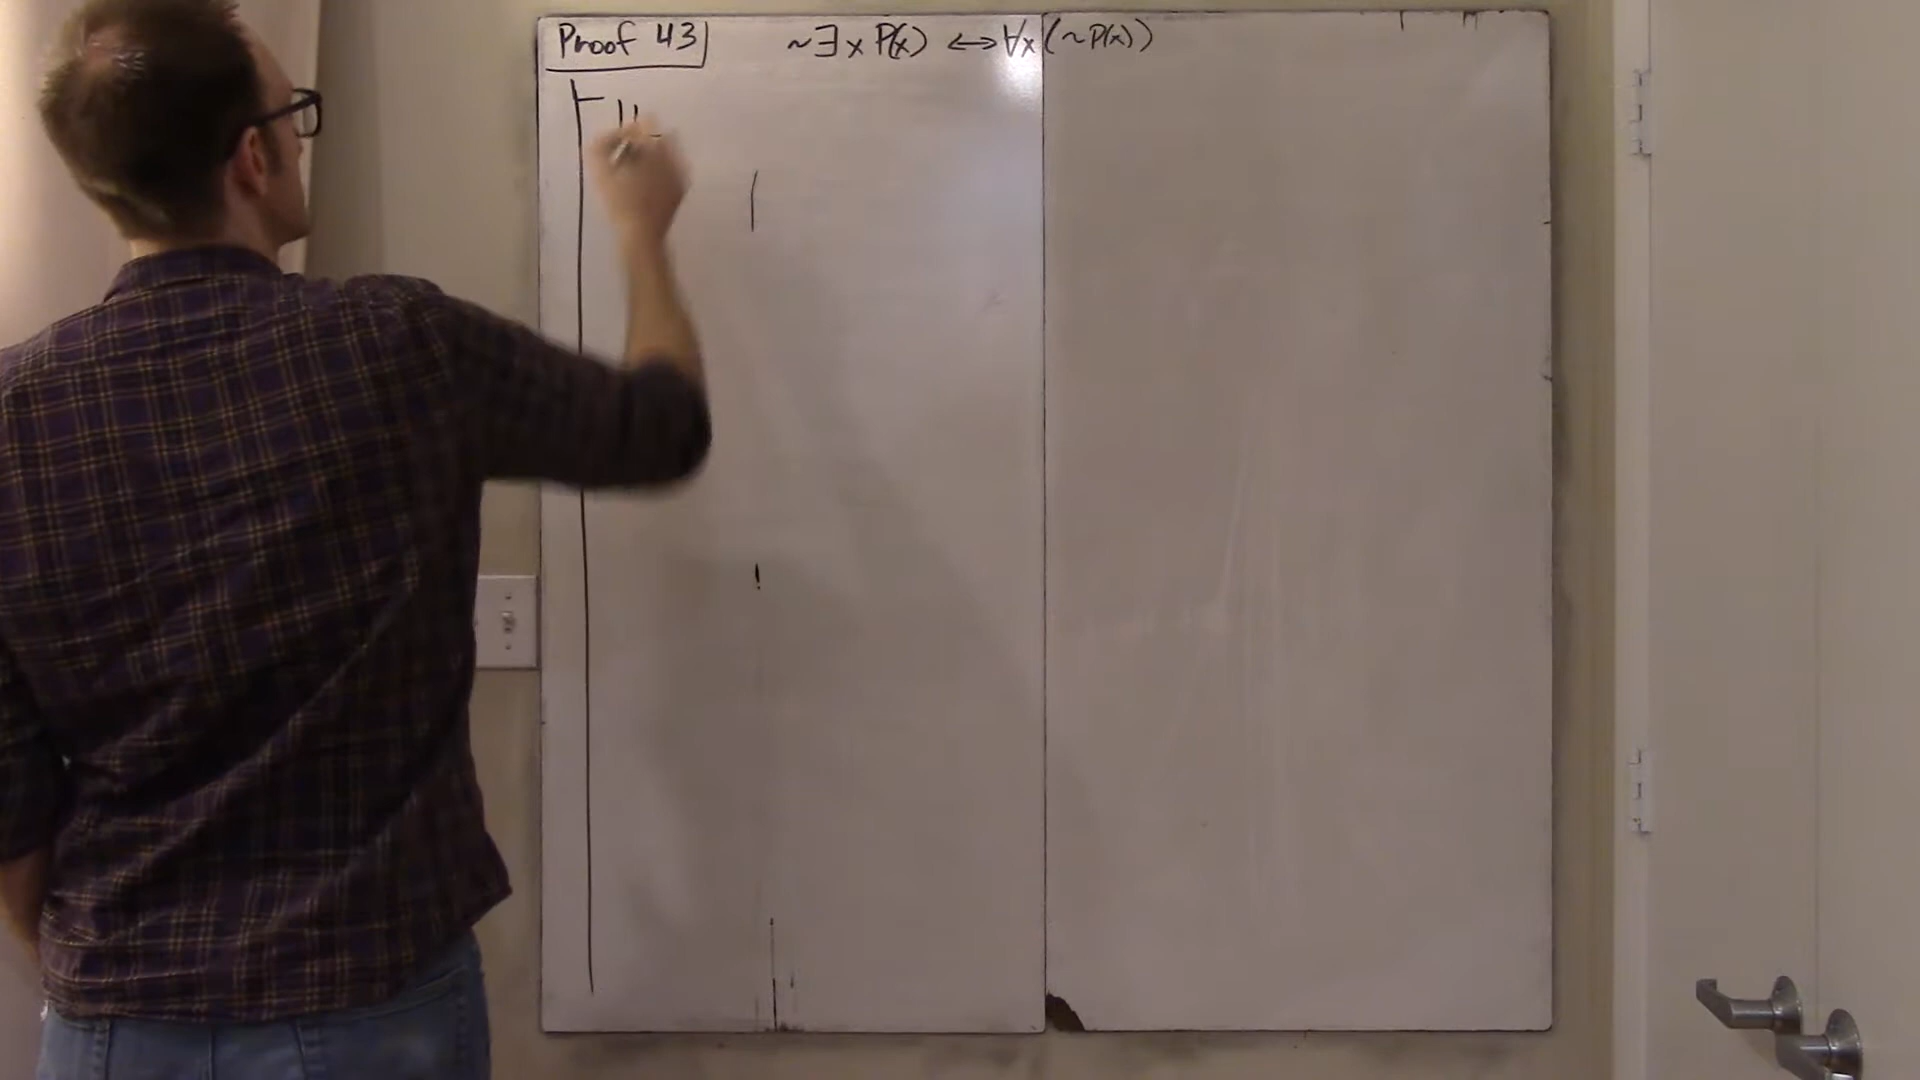 Proof 43 ~∃x P(x) ↔ ∀x(~P(x))